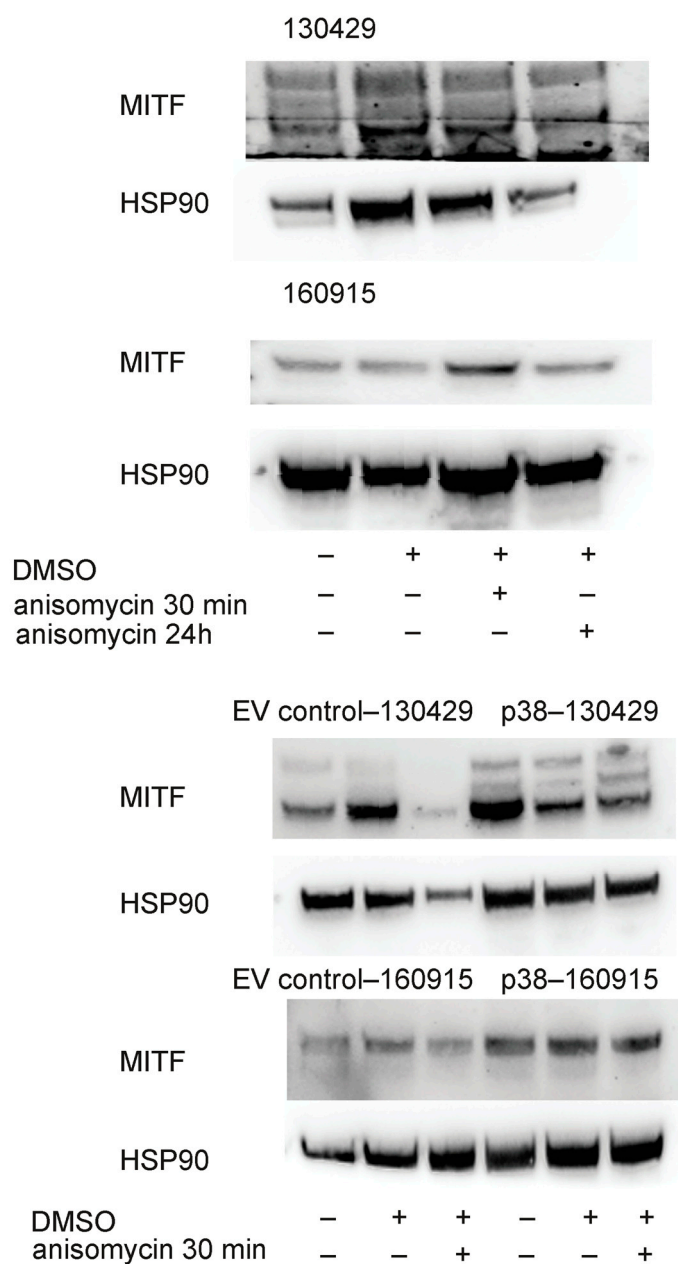 130429
MITF
HSP90
160915
MITF
HSP90
DMSO – + + +
anisomycin 30 min – – + –
anisomycin 24h – – – +
EV control–130429 p38–130429
MITF
HSP90
EV control–160915 p38–160915
MITF
HSP90
DMSO – + + – + +
anisomycin 30 min – – + – – +